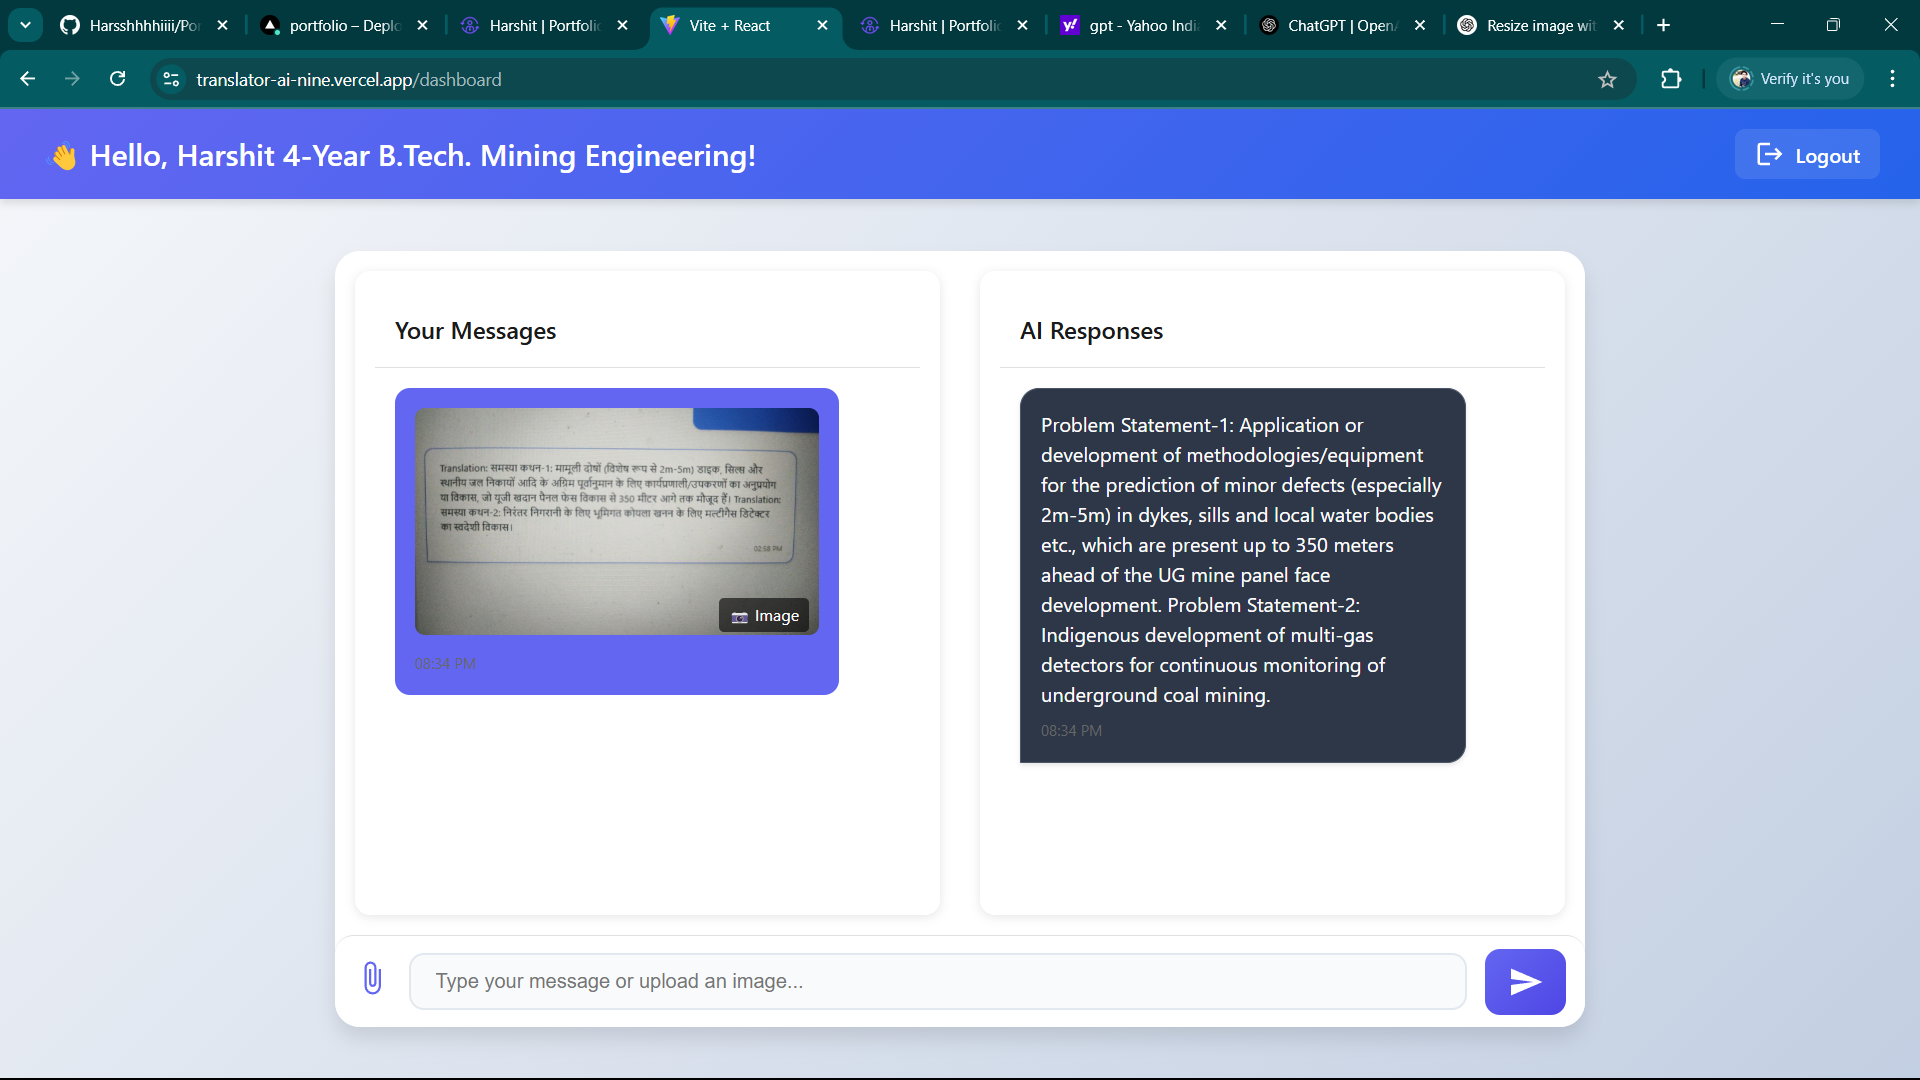 Harsshhhhiiii/Por
portfolio – Deplo
Harshit | Portfolio
Vite + React
Harshit | Portfolio
gpt - Yahoo India
ChatGPT | OpenA
Resize image wit
translator-ai-nine.vercel.app/dashboard
Verify it's you
Hello, Harshit 4-Year B.Tech. Mining Engineering!
Logout
Your Messages
Translation: समस्या कथन-1: मामूली दोषों (विशेष रूप से 2m-5m) डाइक, सिल्स और
स्थानीय जल निकायों आदि के अग्रिम पूर्वानुमान के लिए कार्यप्रणाली/उपकरणों का अनुप्रयोग
या विकास, जो यूजी खदान पैनल फेस विकास से 350 मीटर आगे तक मौजूद हैं। Translation:
समस्या कथन-2: निरंतर निगरानी के लिए भूमिगत कोयला खनन के लिए मल्टीगैस डिटेक्टर
का स्वदेशी विकास।
02:58 PM
Image
08:34 PM
AI Responses
Problem Statement-1: Application or
development of methodologies/equipment
for the prediction of minor defects (especially
2m-5m) in dykes, sills and local water bodies
etc., which are present up to 350 meters
ahead of the UG mine panel face
development. Problem Statement-2:
Indigenous development of multi-gas
detectors for continuous monitoring of
underground coal mining.
08:34 PM
Type your message or upload an image...